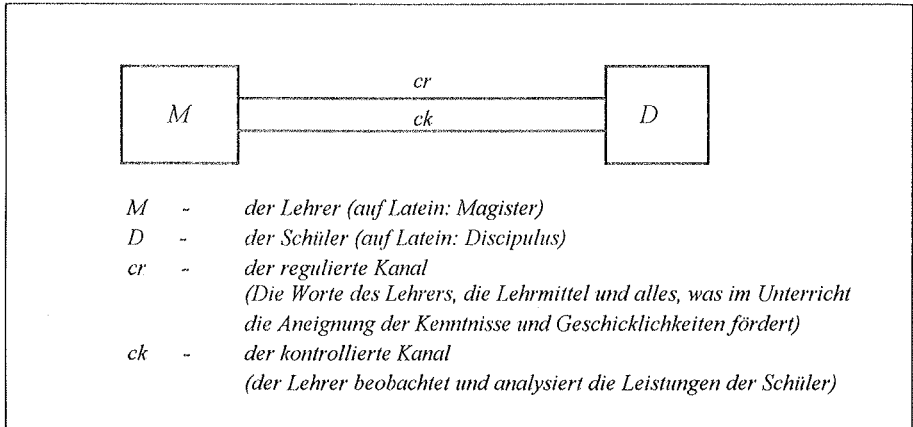 cr
M
ck
D
M - der Lehrer (auf Latein: Magister)
D - der Schüler (auf Latein: Discipulus)
cr - der regulierte Kanal
(Die Worte des Lehrers, die Lehrmittel und alles, was im Unterricht
die Aneignung der Kenntnisse und Geschicklichkeiten fördert)
ck - der kontrollierte Kanal
(der Lehrer beobachtet und analysiert die Leistungen der Schüler)